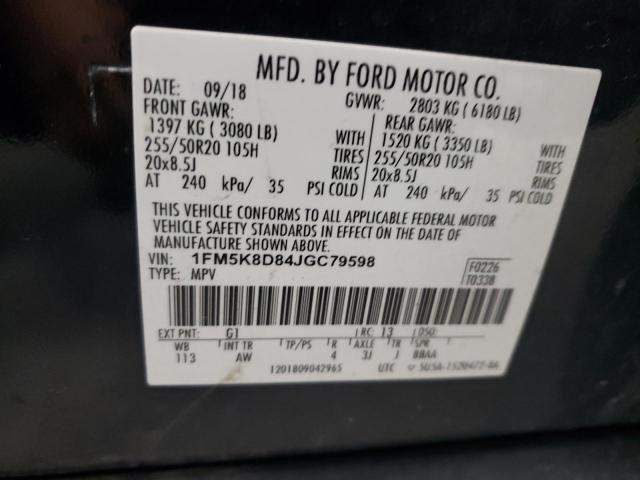 MFD. BY FORD MOTOR CO.
DATE: 09/18 GVWR: 2803 KG ( 6180 LB)
FRONT GAWR: REAR GAWR:
1397 KG ( 3080 LB) WITH 1520 KG ( 3350 LB) WITH
255/50R20 105H TIRES 255/50R20 105H TIRES
20x8.5J RIMS 20x8.5J RIMS
AT 240 kPa/ 35 PSI COLD AT 240 kPa/ 35 PSI COLD
THIS VEHICLE CONFORMS TO ALL APPLICABLE FEDERAL MOTOR
VEHICLE SAFETY STANDARDS IN EFFECT ON THE DATE OF
MANUFACTURE SHOWN ABOVE.
VIN: 1FM5K8D84JGC79598 F0226
TYPE: MPV T0338
EXT PNT: G1 RC: 13 DSO:
WB INT TR TP/PS R AXLE TR SPR
113 AW 4 3J J BBAA
1201809042965 UTC SU5A-1520472-BA